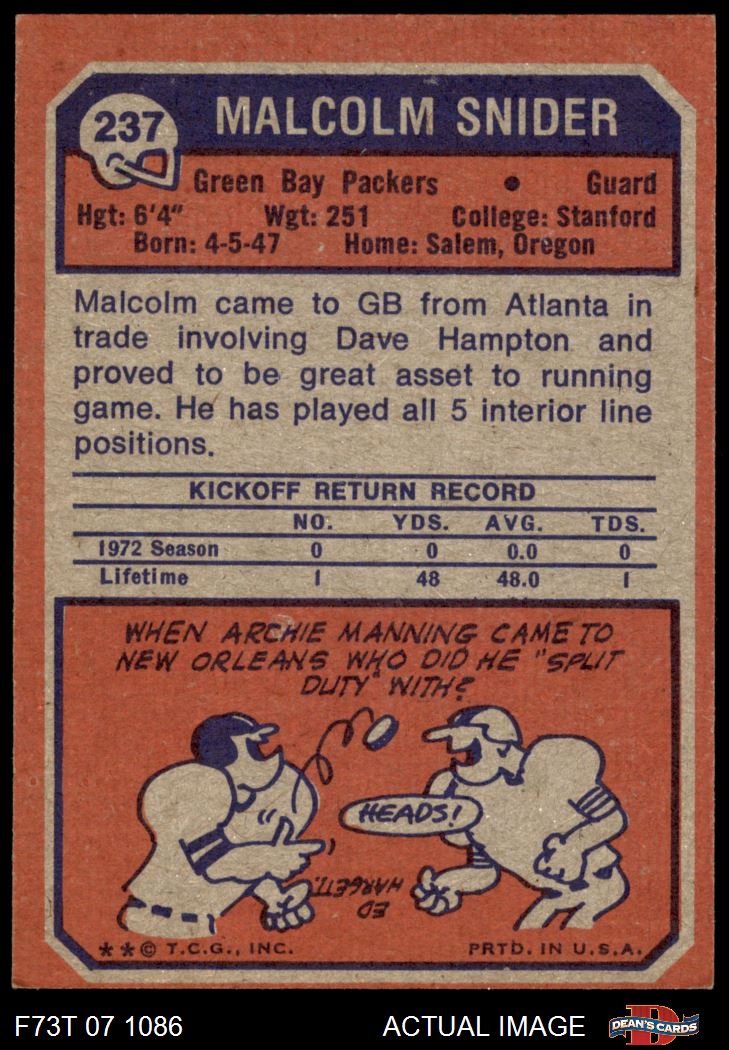 237
MALCOLM SNIDER
Green Bay Packers • Guard
Hgt: 6'4" Wgt: 251 College: Stanford
Born: 4-5-47 Home: Salem, Oregon
Malcolm came to GB from Atlanta in
trade involving Dave Hampton and
proved to be great asset to running
game. He has played all 5 interior line
positions.
KICKOFF RETURN RECORD
NO. YDS. AVG. TDS.
1972 Season 0 0 0.0 0
Lifetime 1 48 48.0 1
WHEN ARCHIE MANNING CAME TO
NEW ORLEANS WHO DID HE "SPLIT
DUTY" WITH?
HEADS!
ED
HARGETT.
**© T.C.G., INC. PRTD. IN U.S.A.
F73T 07 1086 ACTUAL IMAGE
D
DEAN'S CARDS